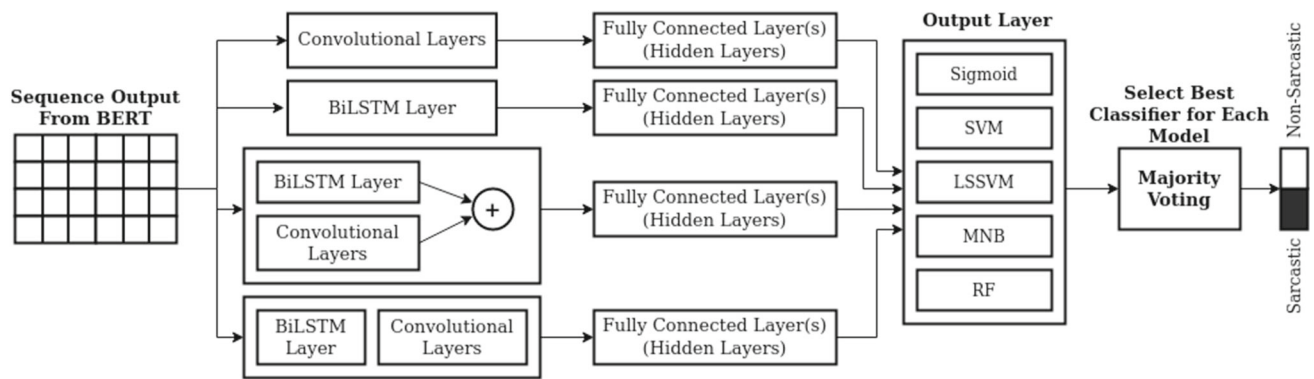 Sequence Output
From BERT
Convolutional Layers
BiLSTM Layer
BiLSTM Layer
Convolutional
Layers
+
BiLSTM
Layer
Convolutional
Layers
Fully Connected Layer(s)
(Hidden Layers)
Fully Connected Layer(s)
(Hidden Layers)
Fully Connected Layer(s)
(Hidden Layers)
Fully Connected Layer(s)
(Hidden Layers)
Output Layer
Sigmoid
SVM
LSSVM
MNB
RF
Select Best
Classifier for Each
Model
Majority
Voting
Non-Sarcastic
Sarcastic